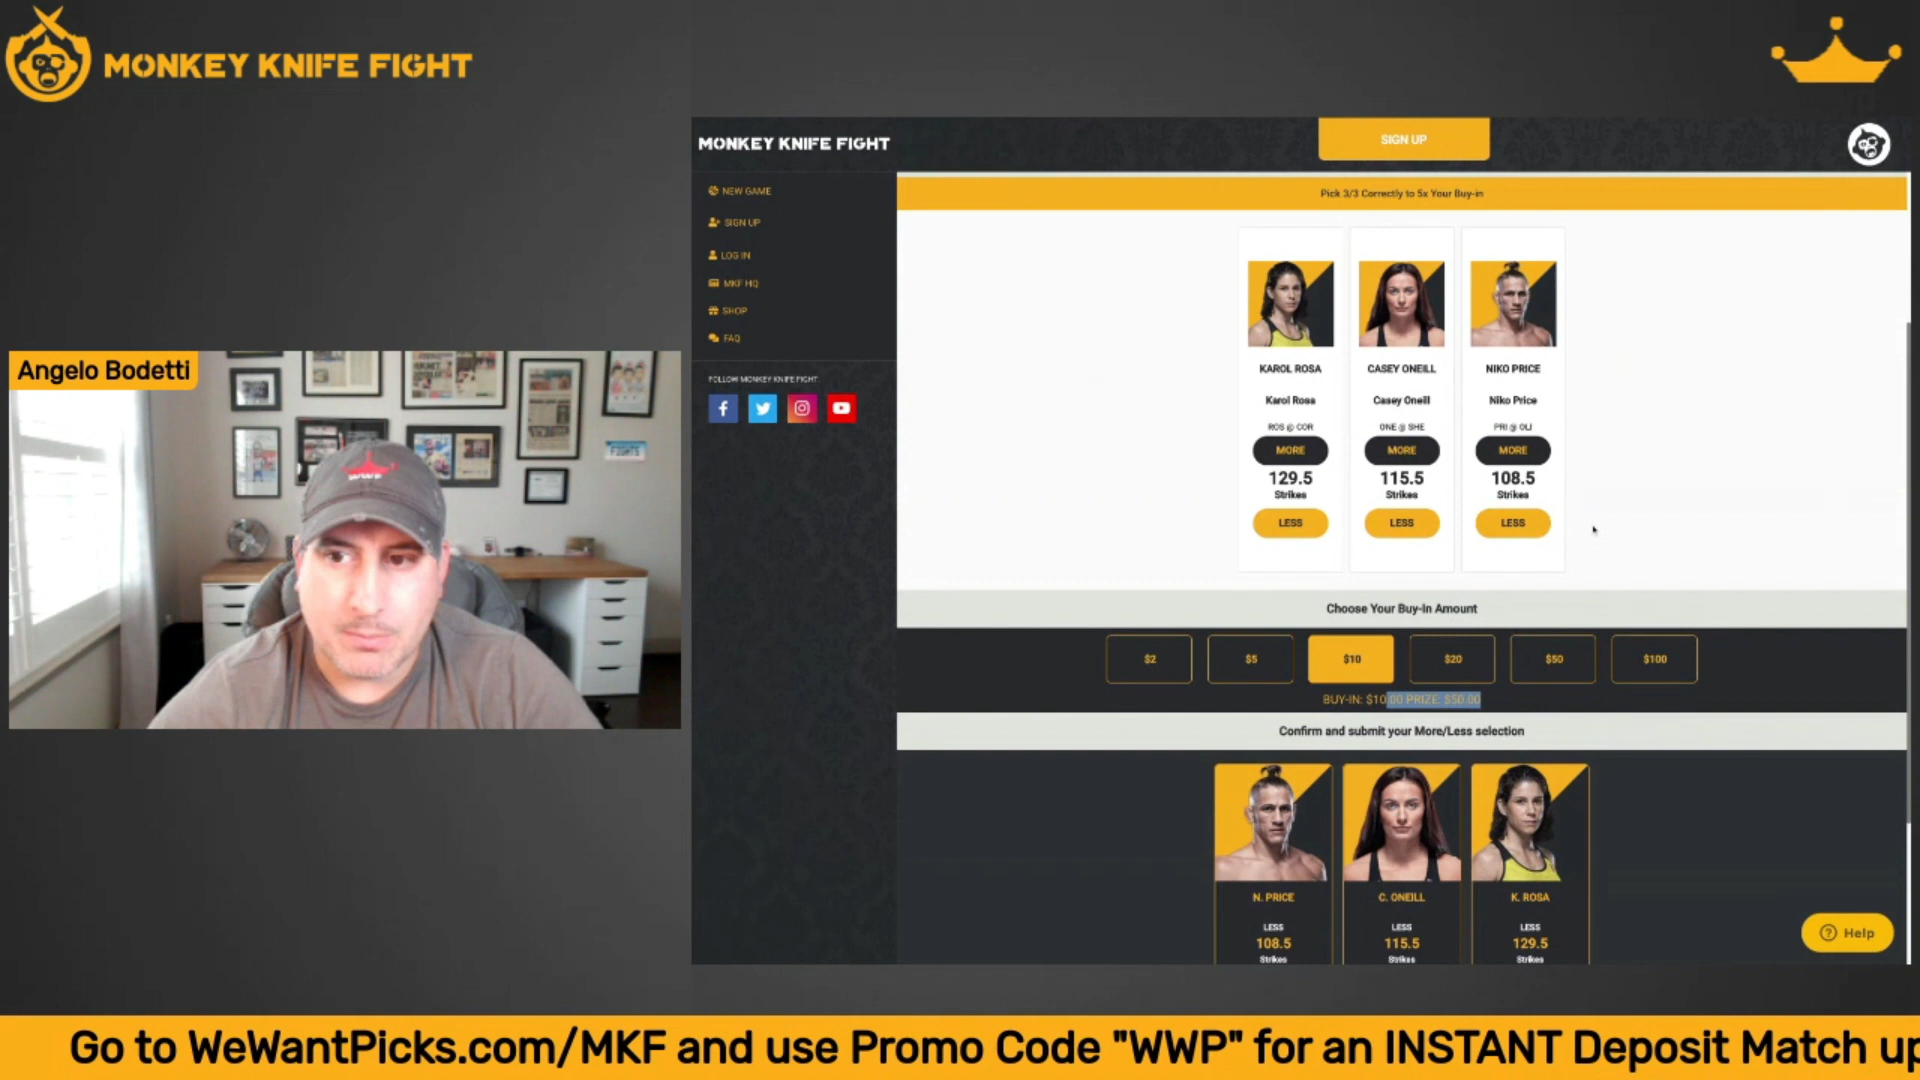 MONKEY KNIFE FIGHT
MONKEY KNIFE FIGHT
SIGN UP
NEW GAME
SIGN UP
LOG IN
MKF HQ
SHOP
FAQ
FOLLOW MONKEY KNIFE FIGHT
Pick 3/3 Correctly to 5x Your Buy-in
KAROL ROSA
CASEY ONEILL
NIKO PRICE
Karol Rosa
Casey Oneill
Niko Price
ROS @ COR
ONE @ SHE
PRI @ OLI
MORE
MORE
MORE
129.5
115.5
108.5
Strikes
Strikes
Strikes
LESS
LESS
LESS
Choose Your Buy-In Amount
$2
$5
$10
$20
$50
$100
BUY-IN: $10.00 PRIZE: $50.00
Confirm and submit your More/Less selection
N. PRICE
C. ONEILL
K. ROSA
LESS
LESS
LESS
108.5
115.5
129.5
Strikes
Strikes
Strikes
Help
Angelo Bodetti
FIGHTS
Go to WeWantPicks.com/MKF and use Promo Code "WWP" for an INSTANT Deposit Match up